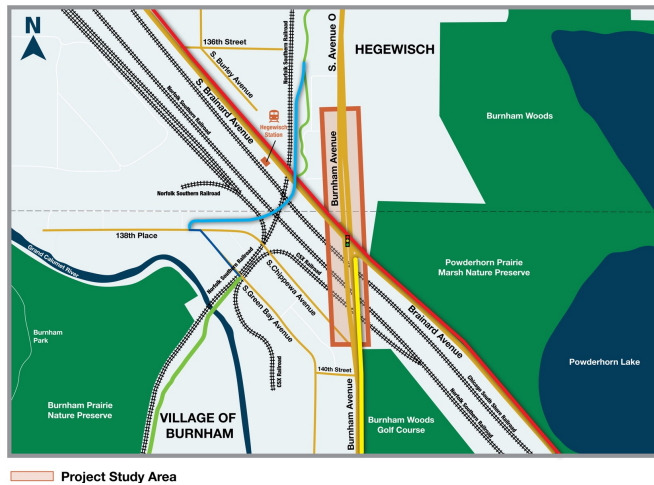 N
136th Street
S. Burley Avenue
Norfolk Southern Railroad
S. Avenue O
HEGEWISCH
Burnham Woods
S. Brainard Avenue
Norfolk Southern Railroad
Hegewisch
Station
Burnham Avenue
Norfolk Southern Railroad
138th Place
Grand Calumet River
Norfolk Southern Railroad
CSX Railroad
S.Chippewa Avenue
S.Green Bay Avenue
Powderhorn Prairie
Marsh Nature Preserve
Brainard Avenue
Burnham
Park
Powderhorn Lake
CSX Railroad
140th Street
Chicago South Shore Railroad
Norfolk Southern Railroad
Burnham Prairie
Nature Preserve
VILLAGE OF
BURNHAM
Burnham Avenue
Burnham Woods
Golf Course
Project Study Area